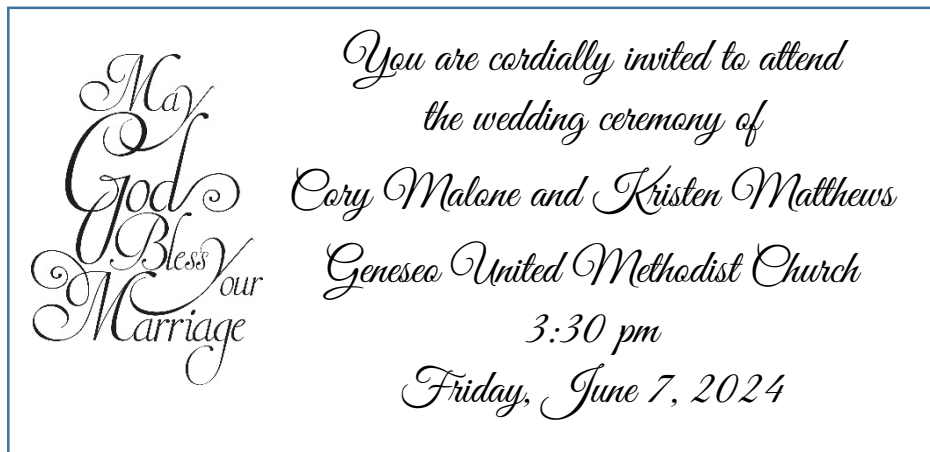 May
God
Bless
Your
Marriage
You are cordially invited to attend
the wedding ceremony of
Cory Malone and Kristen Matthews
Geneseo United Methodist Church
3:30 pm
Friday, June 7, 2024